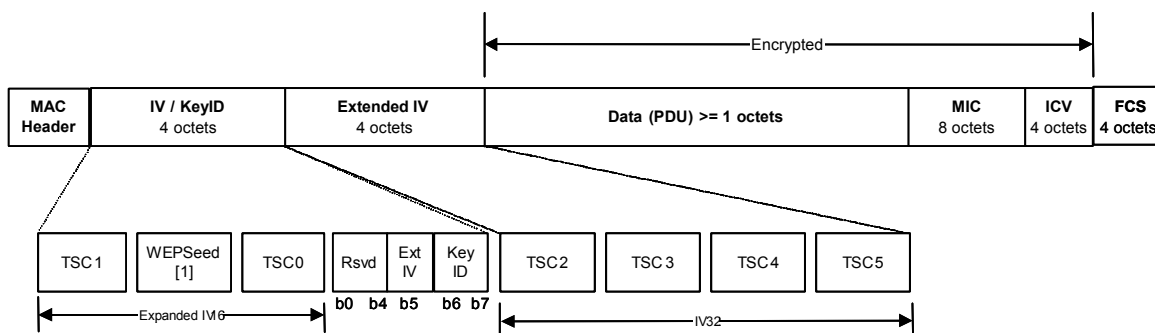 Encrypted
MAC
Header
IV / KeyID
4 octets
Extended IV
4 octets
Data (PDU) >= 1 octets
MIC
8 octets
ICV
4 octets
FCS
4 octets
TSC1
WEPSeed
[1]
TSC0
Rsvd
Ext
IV
Key
ID
TSC2
TSC3
TSC4
TSC5
b0 b4 b5 b6 b7
Expanded IV16
IV32